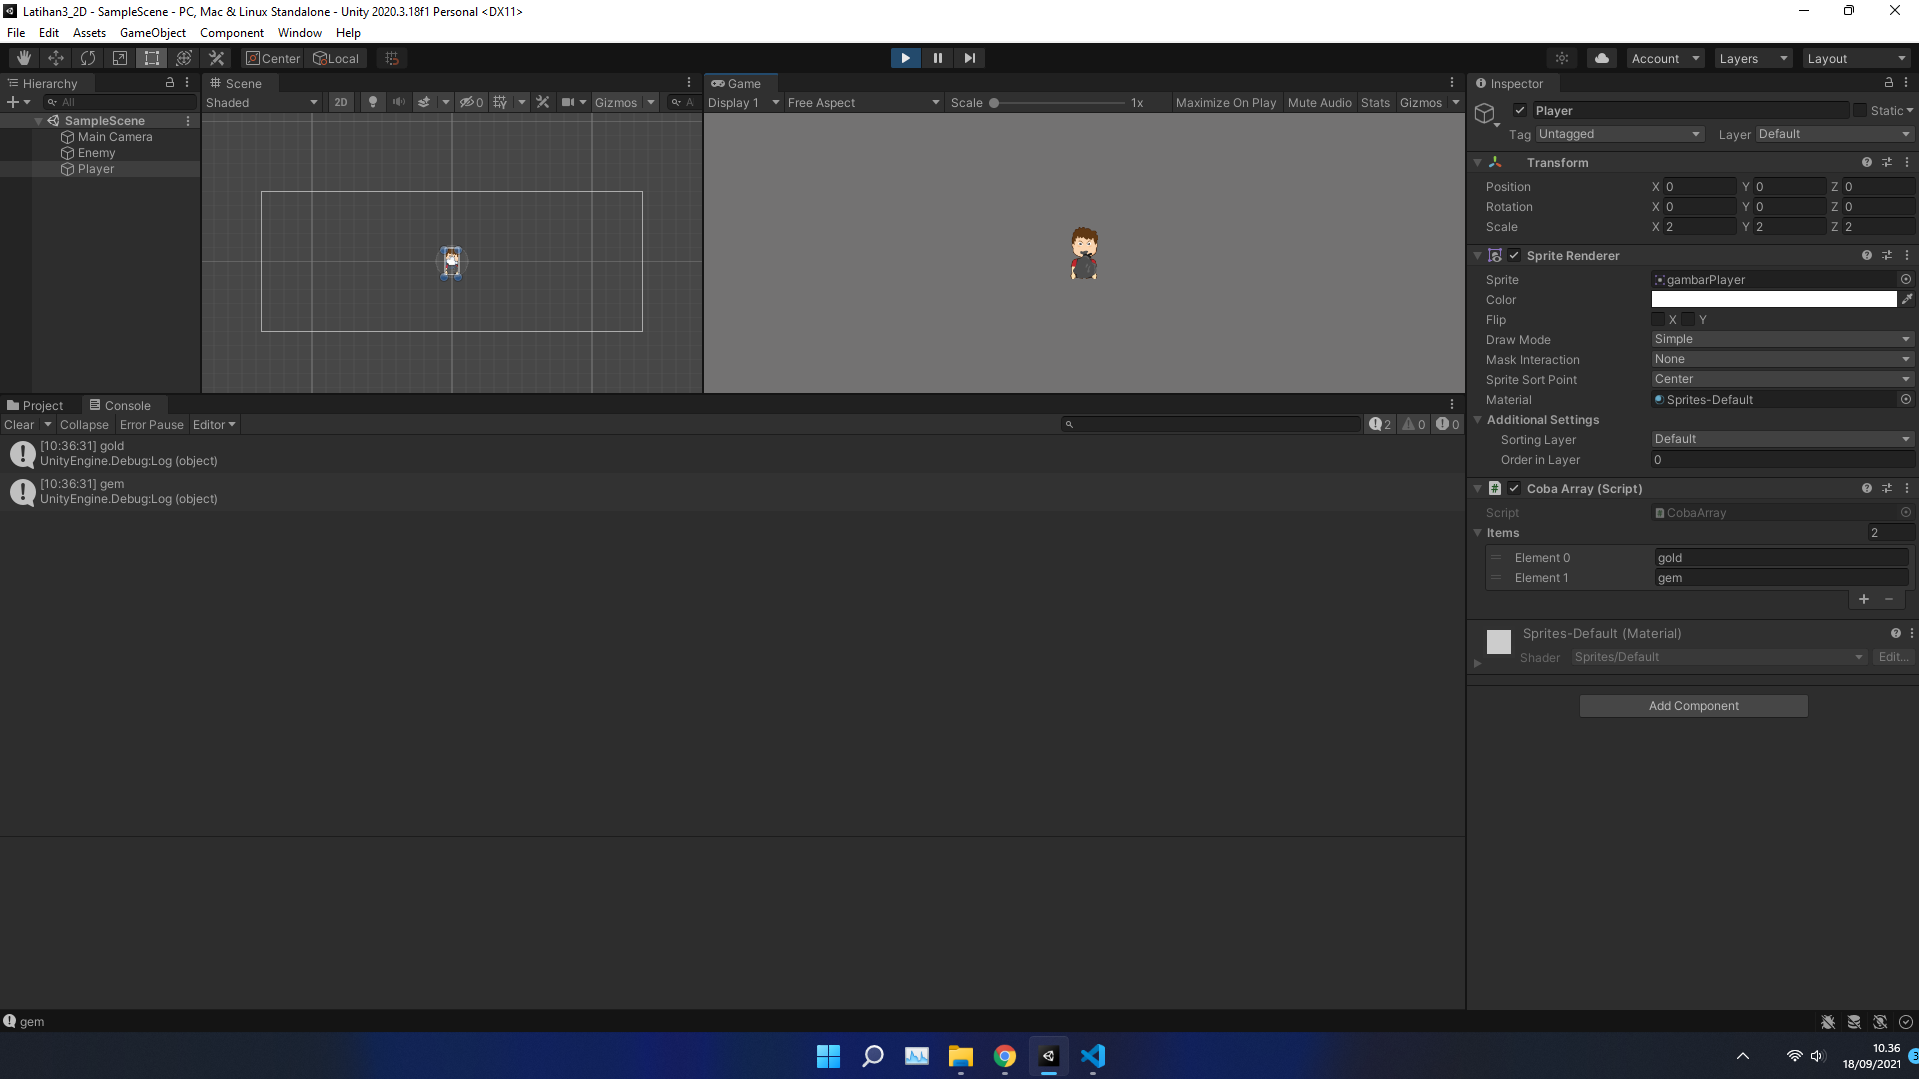 Latihan3_2D - SampleScene - PC, Mac & Linux Standalone - Unity 2020.3.18f1 Personal <DX11>
File Edit Assets GameObject Component Window Help
Center Local
Account Layers Layout
Hierarchy
All
SampleScene
Main Camera
Enemy
Player
Scene
Shaded 2D 0 Gizmos A
Game
Display 1 Free Aspect Scale 1x Maximize On Play Mute Audio Stats Gizmos
Project Console
Clear Collapse Error Pause Editor 2 0 0
[10:36:31] gold
UnityEngine.Debug:Log (object)
[10:36:31] gem
UnityEngine.Debug:Log (object)
Inspector
Player Static
Tag Untagged Layer Default
Transform
Position X 0 Y 0 Z 0
Rotation X 0 Y 0 Z 0
Scale X 2 Y 2 Z 2
Sprite Renderer
Sprite gambarPlayer
Color
Flip X Y
Draw Mode Simple
Mask Interaction None
Sprite Sort Point Center
Material Sprites-Default
Additional Settings
Sorting Layer Default
Order in Layer 0
# Coba Array (Script)
Script CobaArray
Items 2
Element 0 gold
Element 1 gem
+ -
Sprites-Default (Material)
Shader Sprites/Default Edit...
Add Component
gem
10.36
18/09/2021
3